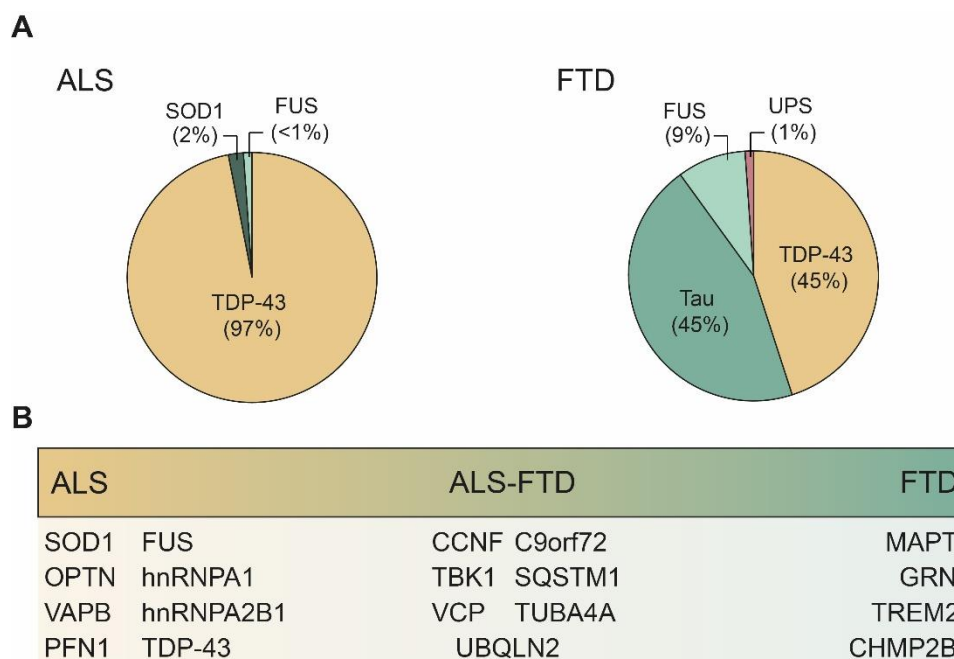 A
ALS
FTD
SOD1
(2%)
FUS
(<1%)
TDP-43
(97%)
FUS
(9%)
UPS
(1%)
TDP-43
(45%)
Tau
(45%)
B
ALS ALS-FTD FTD
SOD1 FUS CCNF C9orf72 MAPT
OPTN hnRNPA1 TBK1 SQSTM1 GRN
VAPB hnRNPA2B1 VCP TUBA4A TREM2
PFN1 TDP-43 UBQLN2 CHMP2B